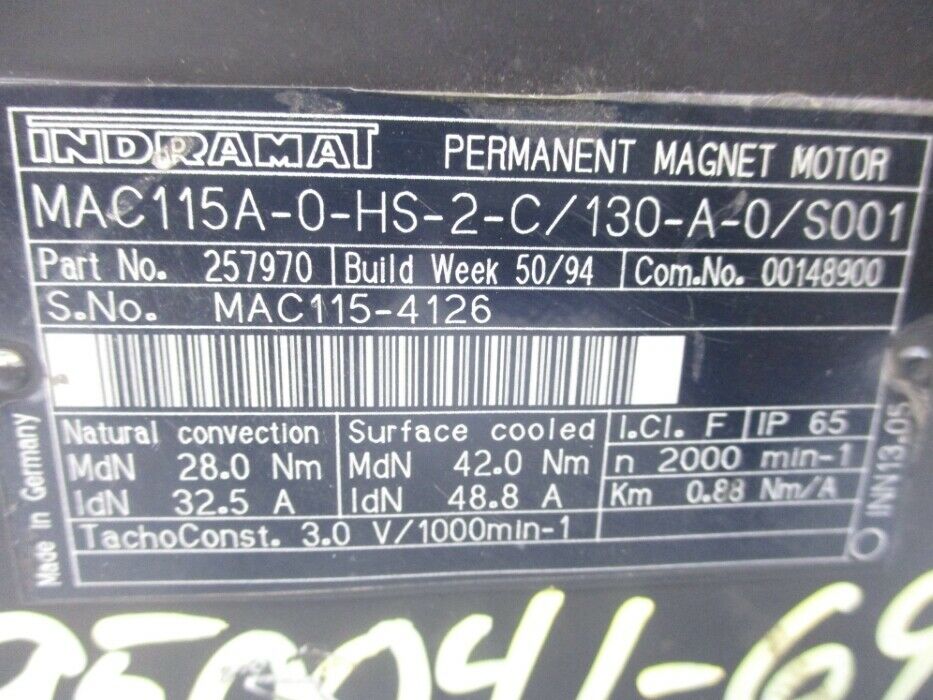 INDRAMAT PERMANENT MAGNET MOTOR
MAC115A-0-HS-2-C/130-A-0/S001
Part No. 257970 Build Week 50/94 Com.No. 00148900
S.No. MAC115-4126
Natural convection Surface cooled I.Cl. F IP 65
MdN 28.0 Nm MdN 42.0 Nm n 2000 min-1
IdN 32.5 A IdN 48.8 A Km 0.88 Nm/A
TachoConst. 3.0 V/1000min-1
Made in Germany
INN13.05